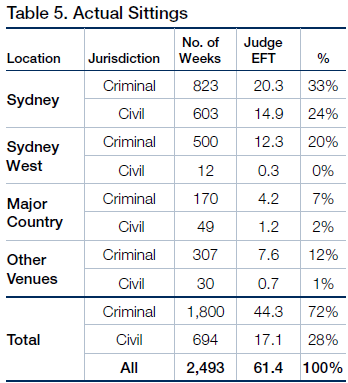 Table 5. Actual Sittings
Location Jurisdiction No. of Weeks Judge EFT %
Sydney Criminal 823 20.3 33%
Civil 603 14.9 24%
Sydney West Criminal 500 12.3 20%
Civil 12 0.3 0%
Major Country Criminal 170 4.2 7%
Civil 49 1.2 2%
Other Venues Criminal 307 7.6 12%
Civil 30 0.7 1%
Total Criminal 1,800 44.3 72%
Civil 694 17.1 28%
All 2,493 61.4 100%